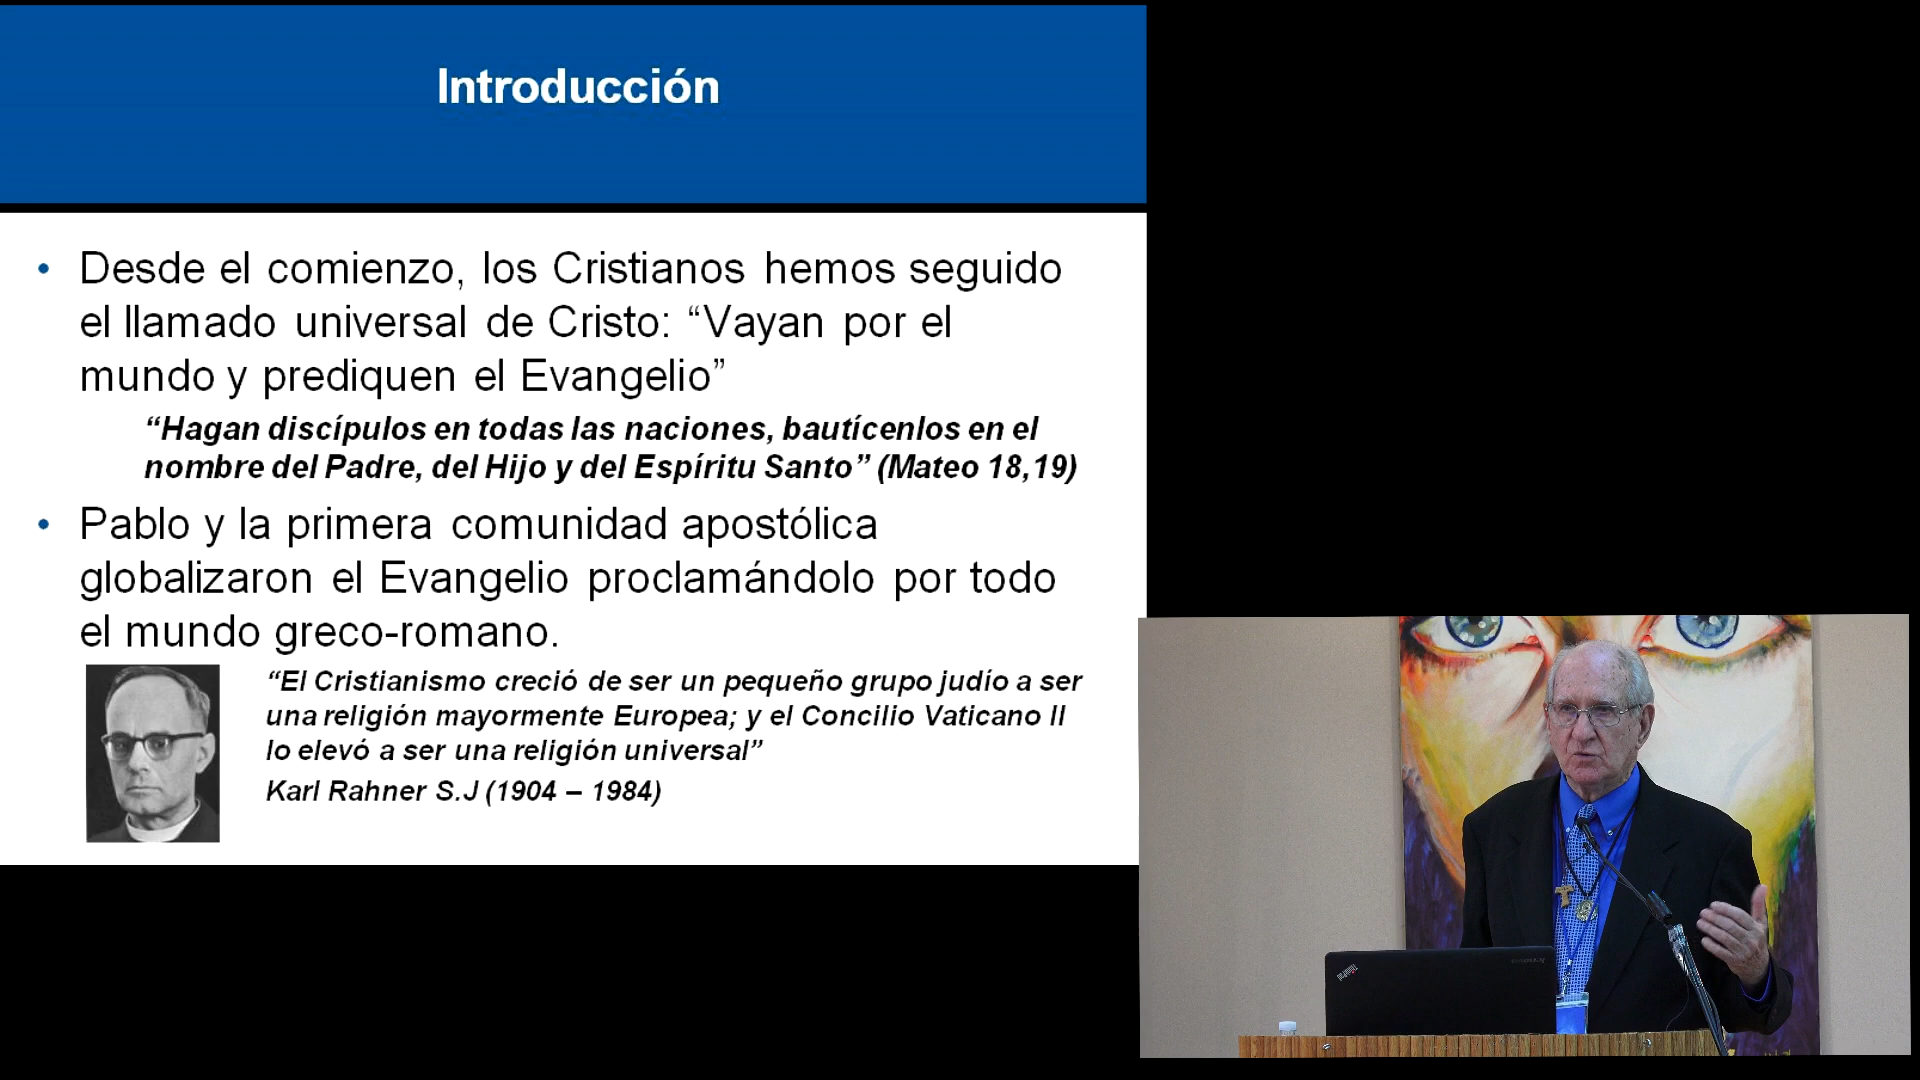 Introducción
• Desde el comienzo, los Cristianos hemos seguido
el llamado universal de Cristo: “Vayan por el
mundo y prediquen el Evangelio”
“Hagan discípulos en todas las naciones, bautícenlos en el
nombre del Padre, del Hijo y del Espíritu Santo” (Mateo 18,19)
• Pablo y la primera comunidad apostólica
globalizaron el Evangelio proclamándolo por todo
el mundo greco-romano.
“El Cristianismo creció de ser un pequeño grupo judío a ser
una religión mayormente Europea; y el Concilio Vaticano II
lo elevó a ser una religión universal”
Karl Rahner S.J (1904 – 1984)